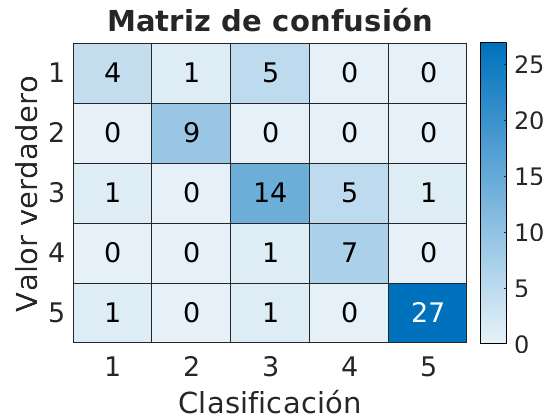 Matriz de confusión
Valor verdadero
1 4 1 5 0 0
2 0 9 0 0 0
3 1 0 14 5 1
4 0 0 1 7 0
5 1 0 1 0 27
1 2 3 4 5
Clasificación
25
20
15
10
5
0